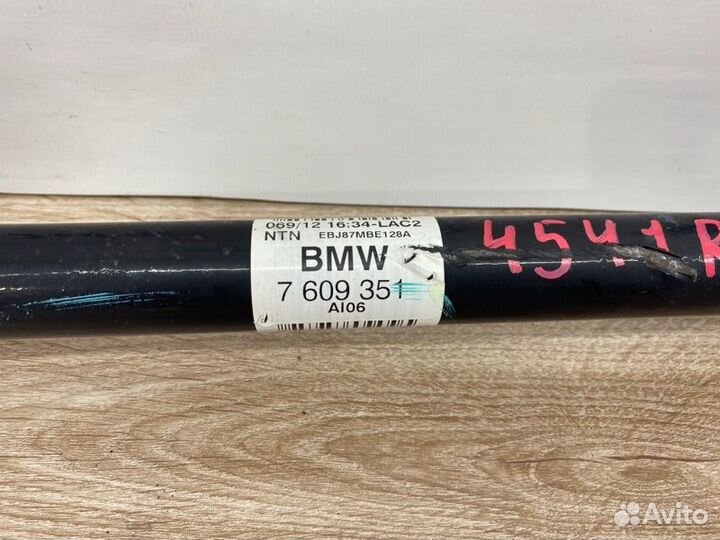 069/12 16:34-LAC2
NTN EBJ87MBE128A
BMW
7 609 351
AI06
4541R
Avito